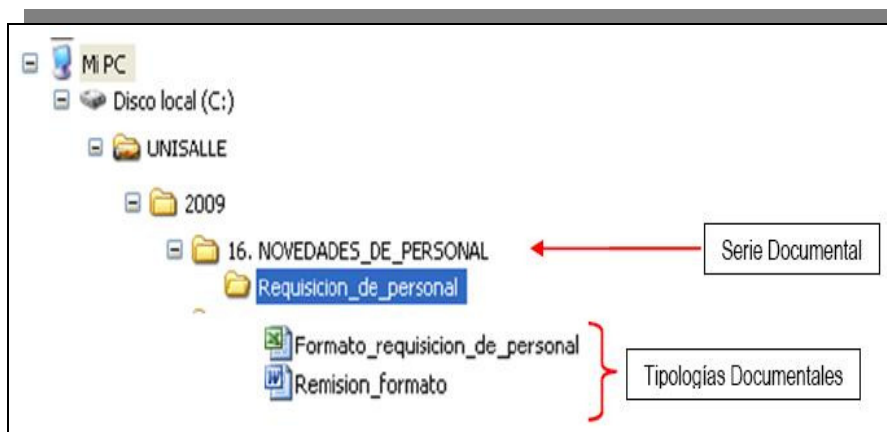 Mi PC
Disco local (C:)
UNISALLE
2009
16. NOVEDADES_DE_PERSONAL
Serie Documental
Requisicion_de_personal
Formato_requisicion_de_personal
Remision_formato
Tipologías Documentales